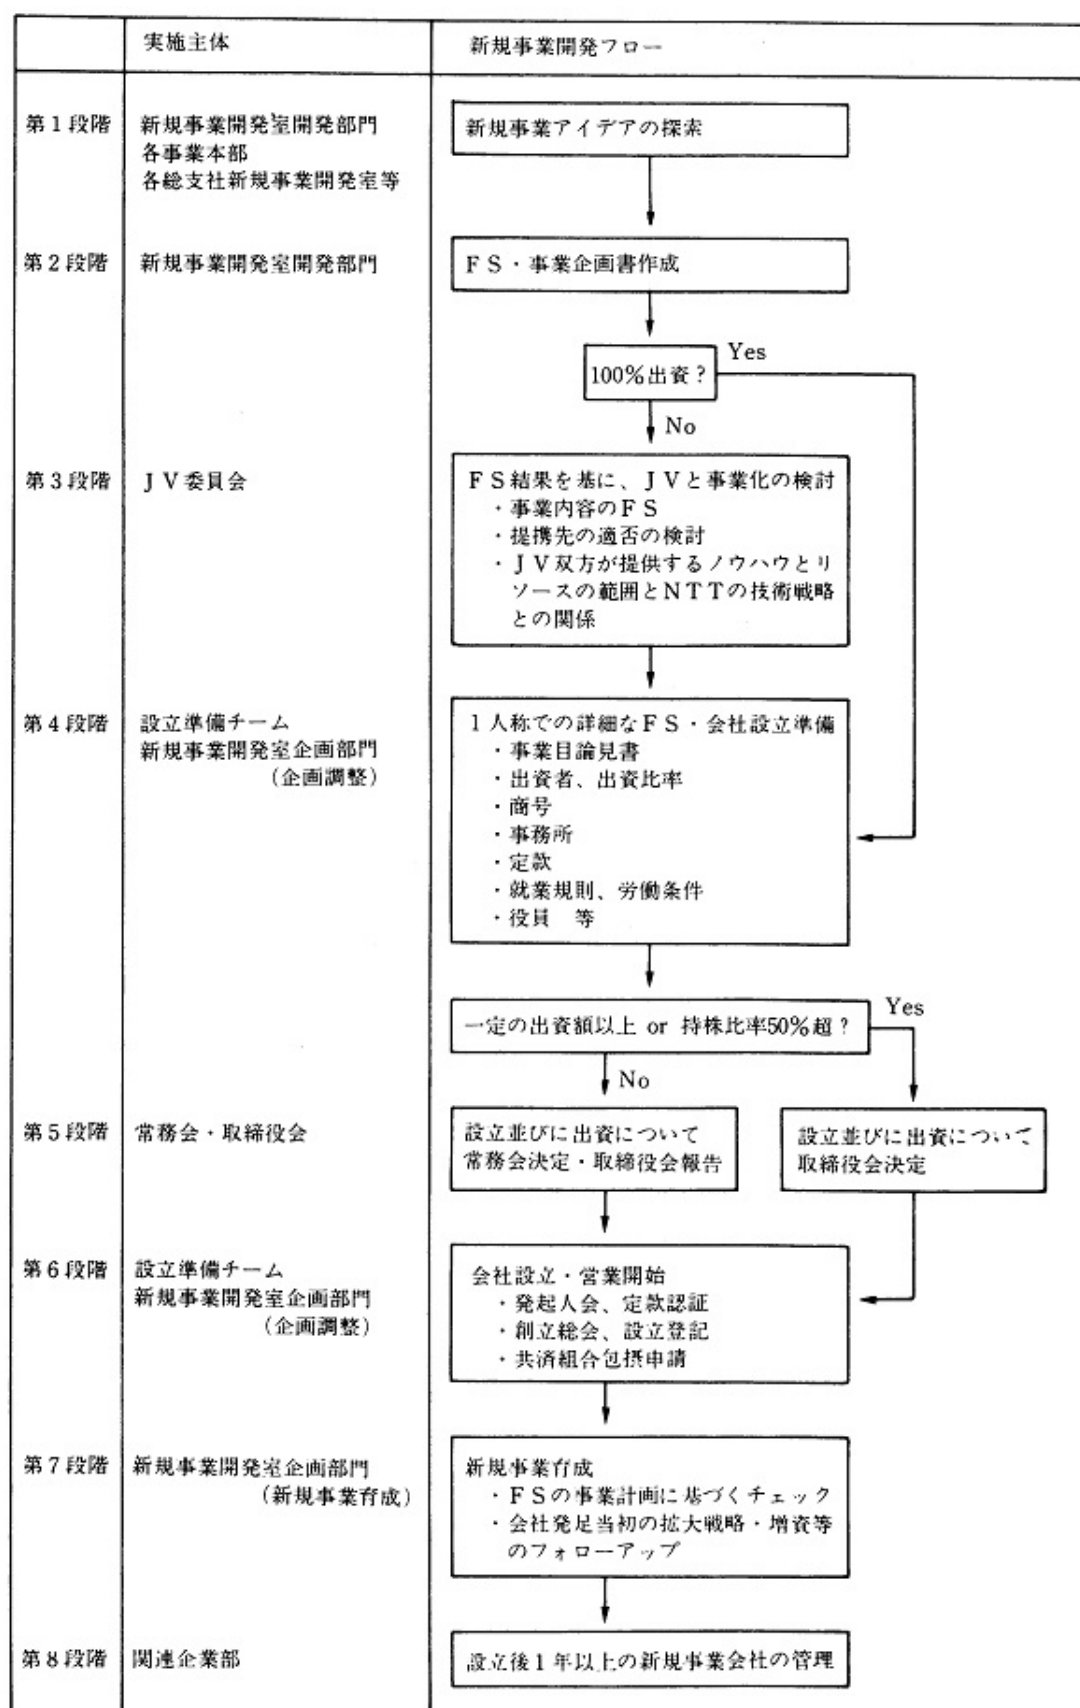 実施主体
新規事業開発フロー
第1段階
新規事業開発室開発部門
各事業本部
各総支社新規事業開発室等
新規事業アイデアの探索
第2段階
新規事業開発室開発部門
FS・事業企画書作成
100%出資?
Yes
No
第3段階
JV委員会
FS結果を基に、JVと事業化の検討
・事業内容のFS
・提携先の適否の検討
・JV双方が提供するノウハウとリ
ソースの範囲とNTTの技術戦略
との関係
第4段階
設立準備チーム
新規事業開発室企画部門
(企画調整)
1人称での詳細なFS・会社設立準備
・事業目論見書
・出資者、出資比率
・商号
・事務所
・定款
・就業規則、労働条件
・役員 等
一定の出資額以上 or 持株比率50%超?
Yes
No
第5段階
常務会・取締役会
設立並びに出資について
常務会決定・取締役会報告
設立並びに出資について
取締役会決定
第6段階
設立準備チーム
新規事業開発室企画部門
(企画調整)
会社設立・営業開始
・発起人会、定款認証
・創立総会、設立登記
・共済組合包摂申請
第7段階
新規事業開発室企画部門
(新規事業育成)
新規事業育成
・FSの事業計画に基づくチェック
・会社発足当初の拡大戦略・増資等
のフォローアップ
第8段階
関連企業部
設立後1年以上の新規事業会社の管理